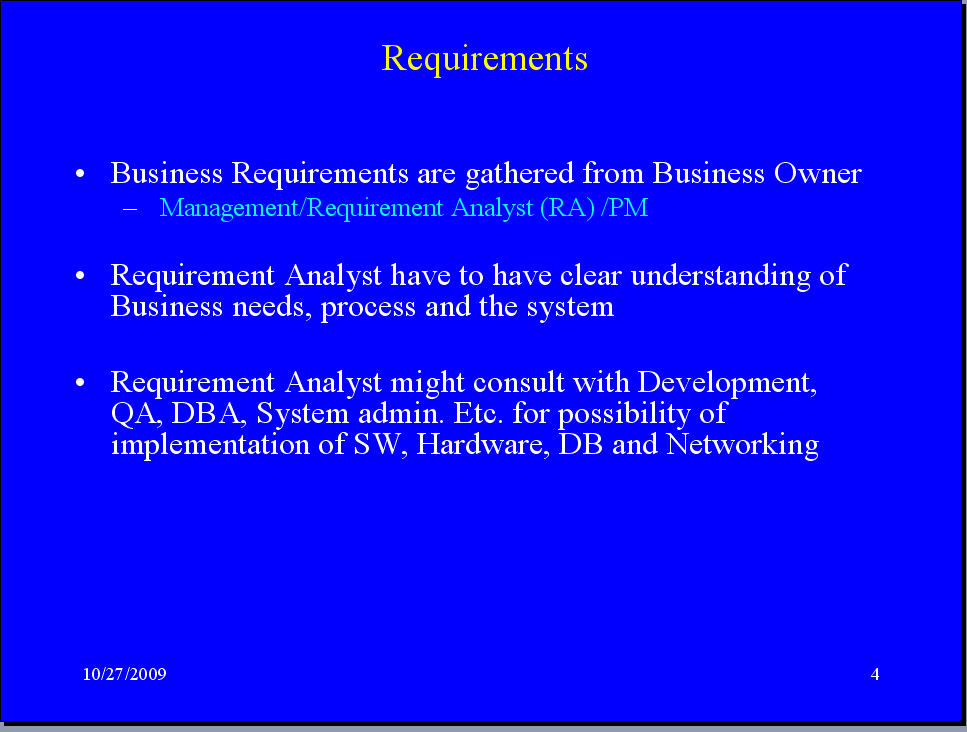 Requirements
• Business Requirements are gathered from Business Owner
– Management/Requirement Analyst (RA) /PM
• Requirement Analyst have to have clear understanding of
Business needs, process and the system
• Requirement Analyst might consult with Development,
QA, DBA, System admin. Etc. for possibility of
implementation of SW, Hardware, DB and Networking
10/27/2009
4